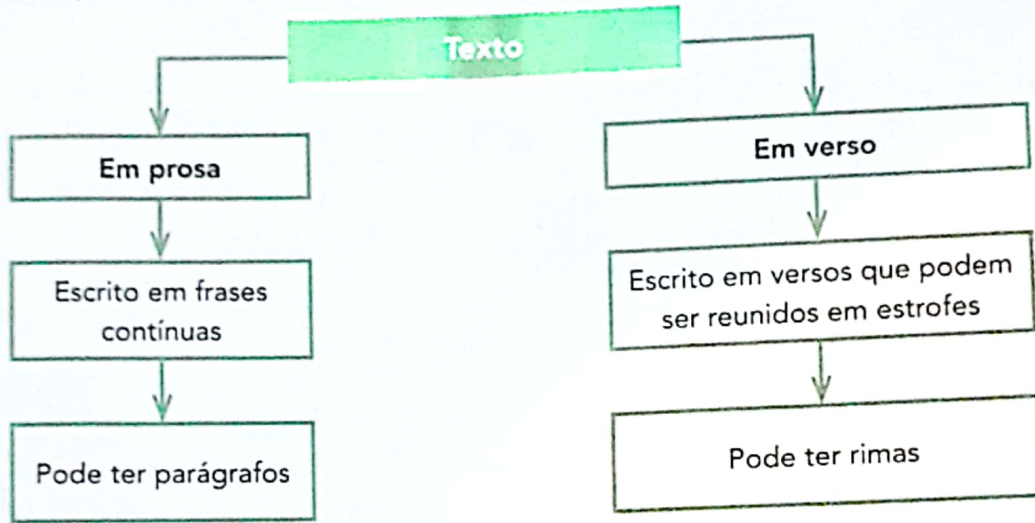 Texto
Em prosa
Em verso
Escrito em frases
contínuas
Escrito em versos que podem
ser reunidos em estrofes
Pode ter parágrafos
Pode ter rimas